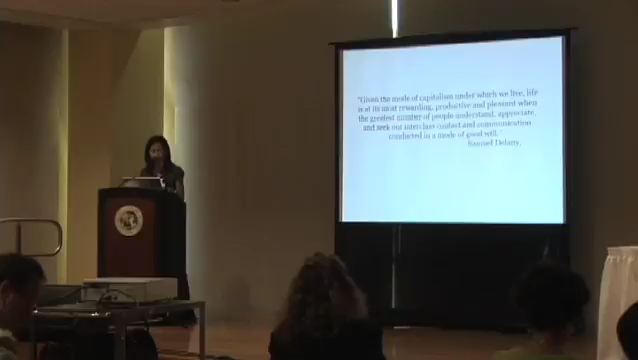 "Given the mode of capitalism under which we live, life
is at its most rewarding, productive and pleasant when
the greatest number of people understand, appreciate,
and seek out interclass contact and communication
conducted in a mode of good will."
Samuel Delany,